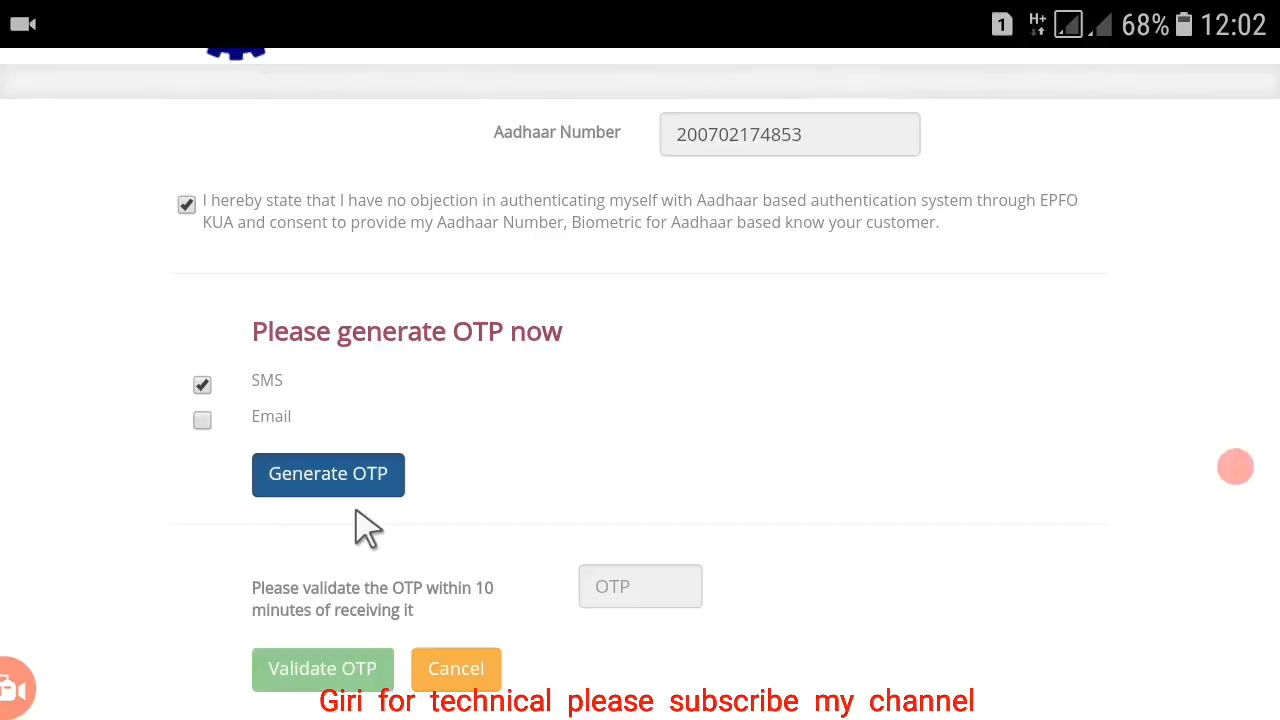 1 H+ 68% 12:02
Aadhaar Number 200702174853
I hereby state that I have no objection in authenticating myself with Aadhaar based authentication system through EPFO
KUA and consent to provide my Aadhaar Number, Biometric for Aadhaar based know your customer.
Please generate OTP now
SMS
Email
Generate OTP
Please validate the OTP within 10
minutes of receiving it
OTP
Validate OTP Cancel
Giri for technical please subscribe my channel